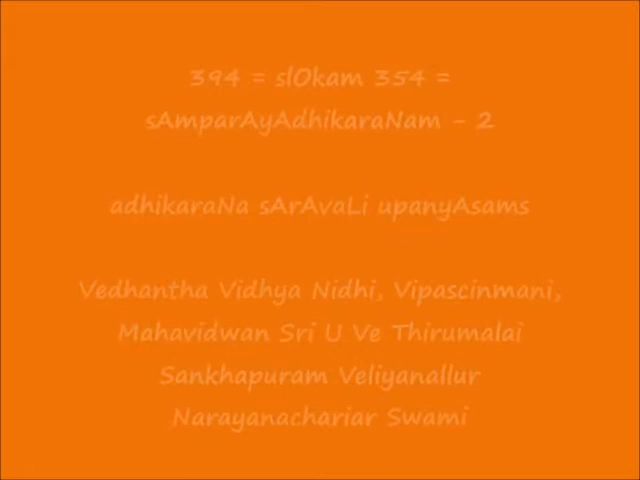 394 = slOkam 354 =
sAmparAyAdhikaraNam - 2
adhikaraNa sArAvaLi upanyAsams
Vedhantha Vidhya Nidhi, Vipascinmani,
Mahavidwan Sri U Ve Thirumalai
Sankhapuram Veliyanallur
Narayanachariar Swami